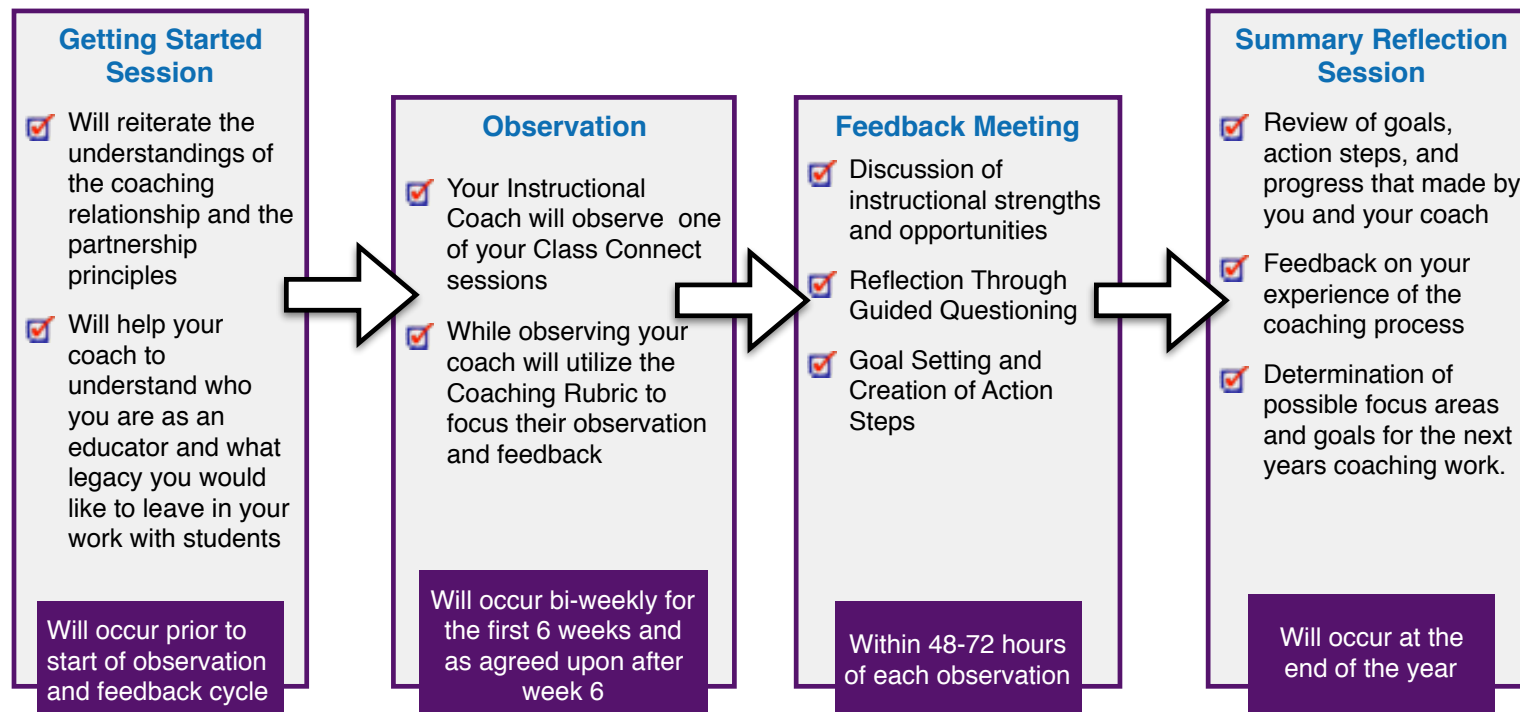 Getting Started
Session
Will reiterate the
understandings of
the coaching
relationship and the
partnership
principles
Will help your
coach to
understand who
you are as an
educator and what
legacy you would
like to leave in your
work with students
Will occur prior to
start of observation
and feedback cycle
Observation
Your Instructional
Coach will observe  one
of your Class Connect
sessions
While observing your
coach will utilize the
Coaching Rubric to
focus their observation
and feedback
Will occur bi-weekly for
the first 6 weeks and
as agreed upon after
week 6
Feedback Meeting
Discussion of
instructional strengths
and opportunities
Reflection Through
Guided Questioning
Goal Setting and
Creation of Action
Steps
Within 48-72 hours
of each observation
Summary Reflection
Session
Review of goals,
action steps, and
progress that made by
you and your coach
Feedback on your
experience of the
coaching process
Determination of
possible focus areas
and goals for the next
years coaching work.
Will occur at the
end of the year